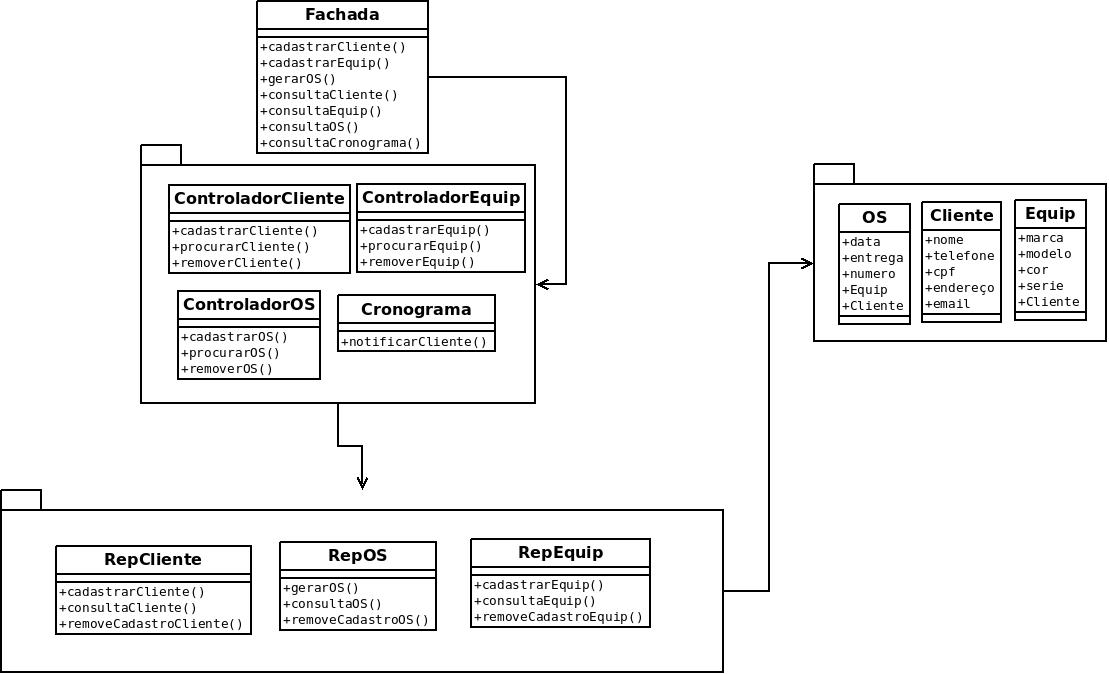 Fachada
+cadastrarCliente()
+cadastrarEquip()
+gerarOS()
+consultaCliente()
+consultaEquip()
+consultaOS()
+consultaCronograma()
ControladorCliente
+cadastrarCliente()
+procurarCliente()
+removerCliente()
ControladorEquip
+cadastrarEquip()
+procurarEquip()
+removerEquip()
ControladorOS
+cadastrarOS()
+procurarOS()
+removerOS()
Cronograma
+notificarCliente()
OS
+data
+entrega
+numero
+Equip
+Cliente
Cliente
+nome
+telefone
+cpf
+endereço
+email
Equip
+marca
+modelo
+cor
+serie
+Cliente
RepCliente
+cadastrarCliente()
+consultaCliente()
+removeCadastroCliente()
RepOS
+gerarOS()
+consultaOS()
+removeCadastroOS()
RepEquip
+cadastrarEquip()
+consultaEquip()
+removeCadastroEquip()